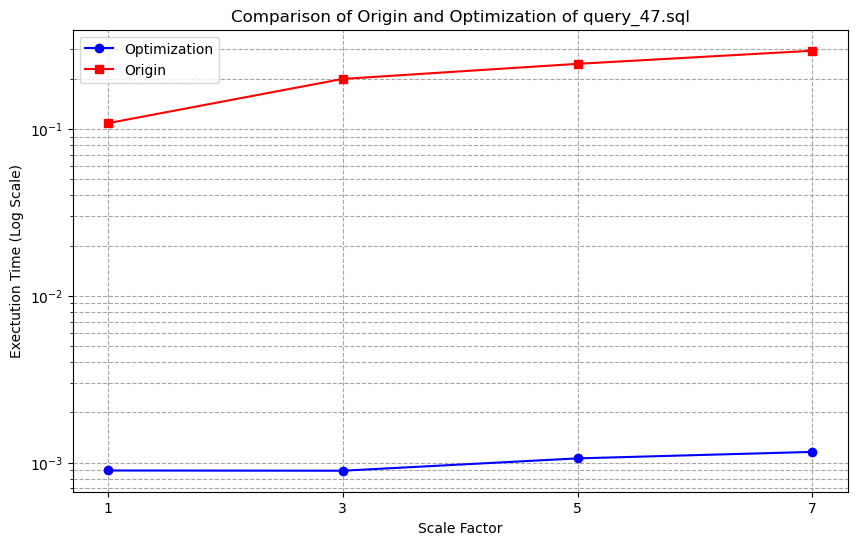 Comparison of Origin and Optimization of query_47.sql
Optimization
Origin
Exectution Time (Log Scale)
10⁻¹
10⁻²
10⁻³
1 3 5 7
Scale Factor